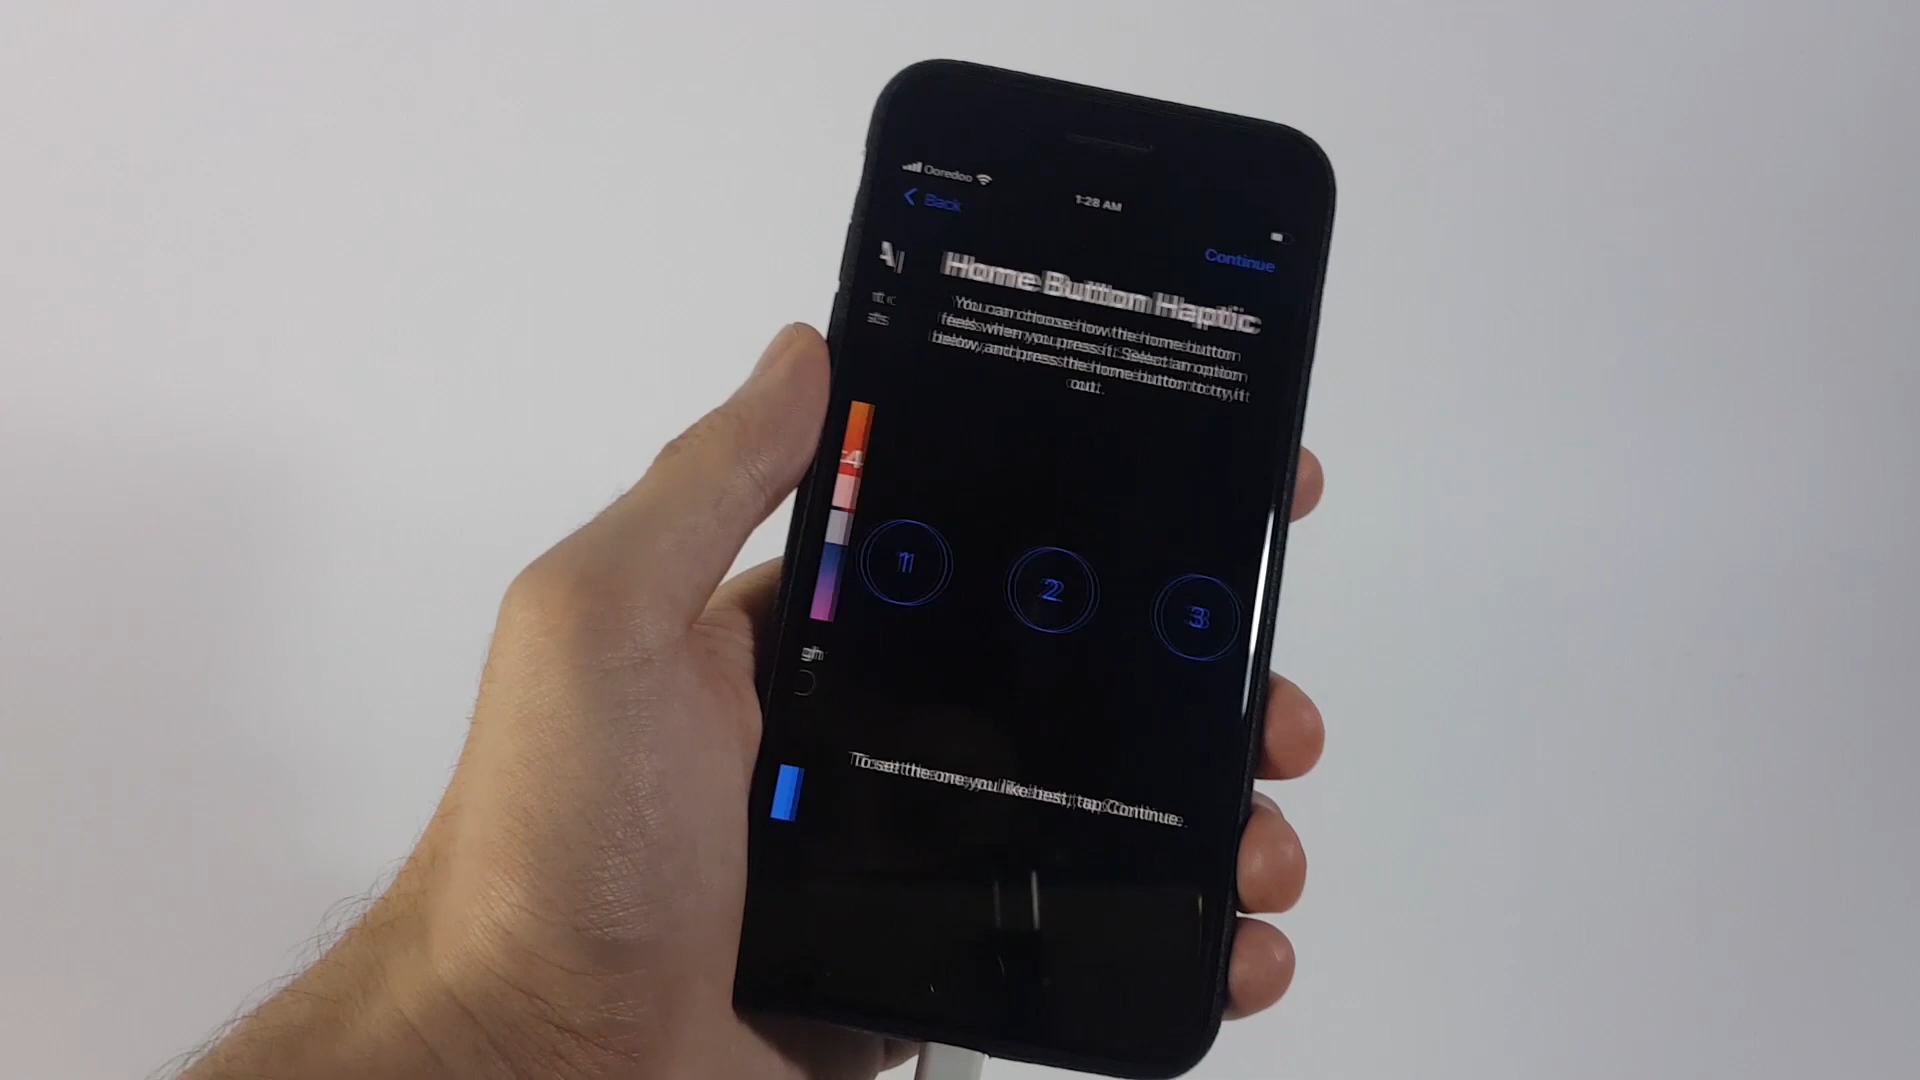 Ooredoo
1:28 AM
Back
Continue
Home Button Haptic
You can choose how the home button
feels when you press it. Select an option
below, and press the home button to try it
out.
1
2
3
To set the one you like best, tap Continue.